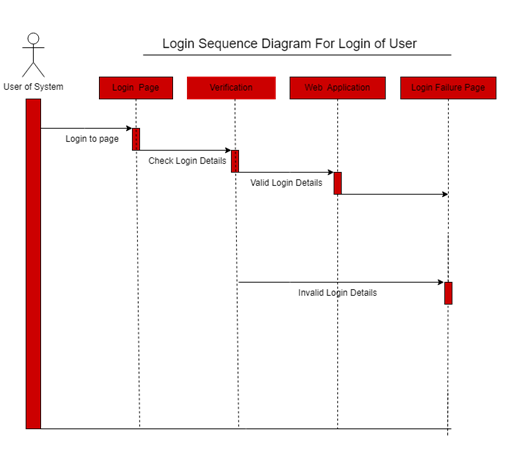 Login Sequence Diagram For Login of User
User of System
Login Page
Verification
Web Application
Login Failure Page
Login to page
Check Login Details
Valid Login Details
Invalid Login Details